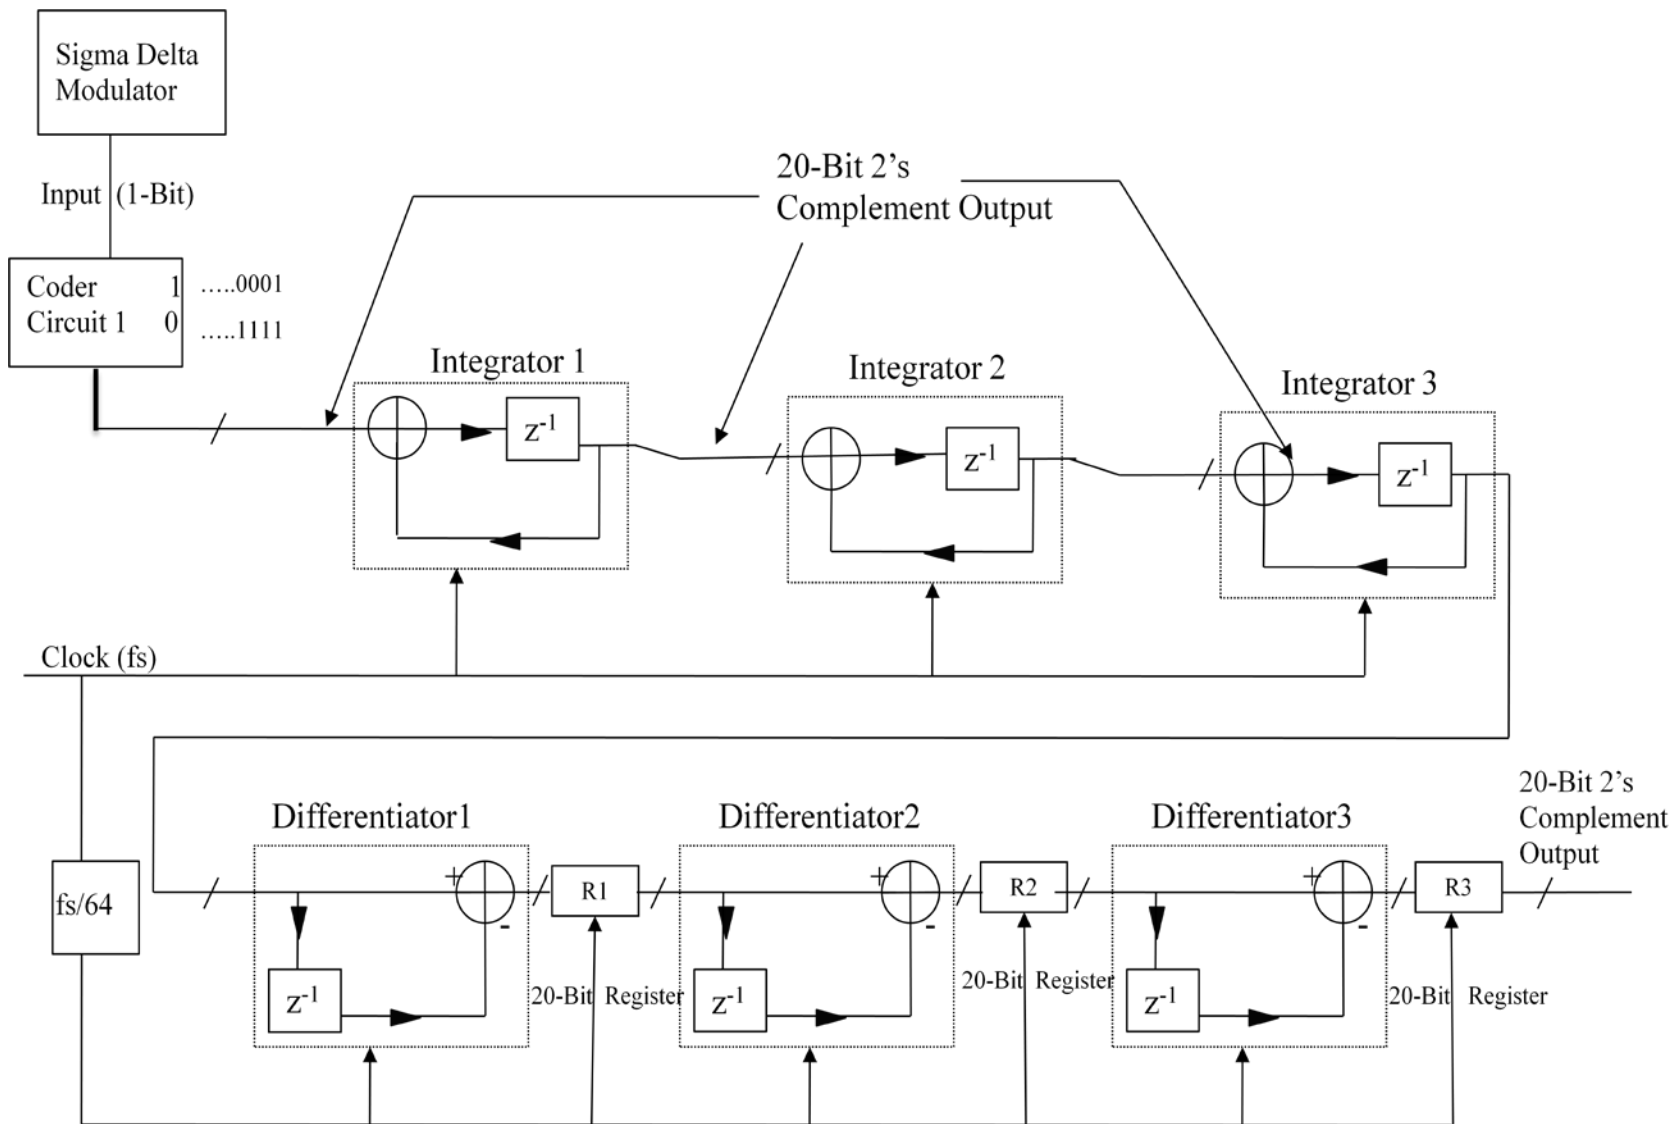 Sigma Delta
Modulator
Input (1-Bit)
20-Bit 2's
Complement Output
Coder 1 .....0001
Circuit 1 0 .....1111
Integrator 1
Integrator 2
Integrator 3
z-1
z-1
z-1
Clock (fs)
20-Bit 2's
Complement
Output
Differentiator1
Differentiator2
Differentiator3
fs/64
+
-
R1
+
-
R2
+
-
R3
z-1
20-Bit Register
z-1
20-Bit Register
z-1
20-Bit Register